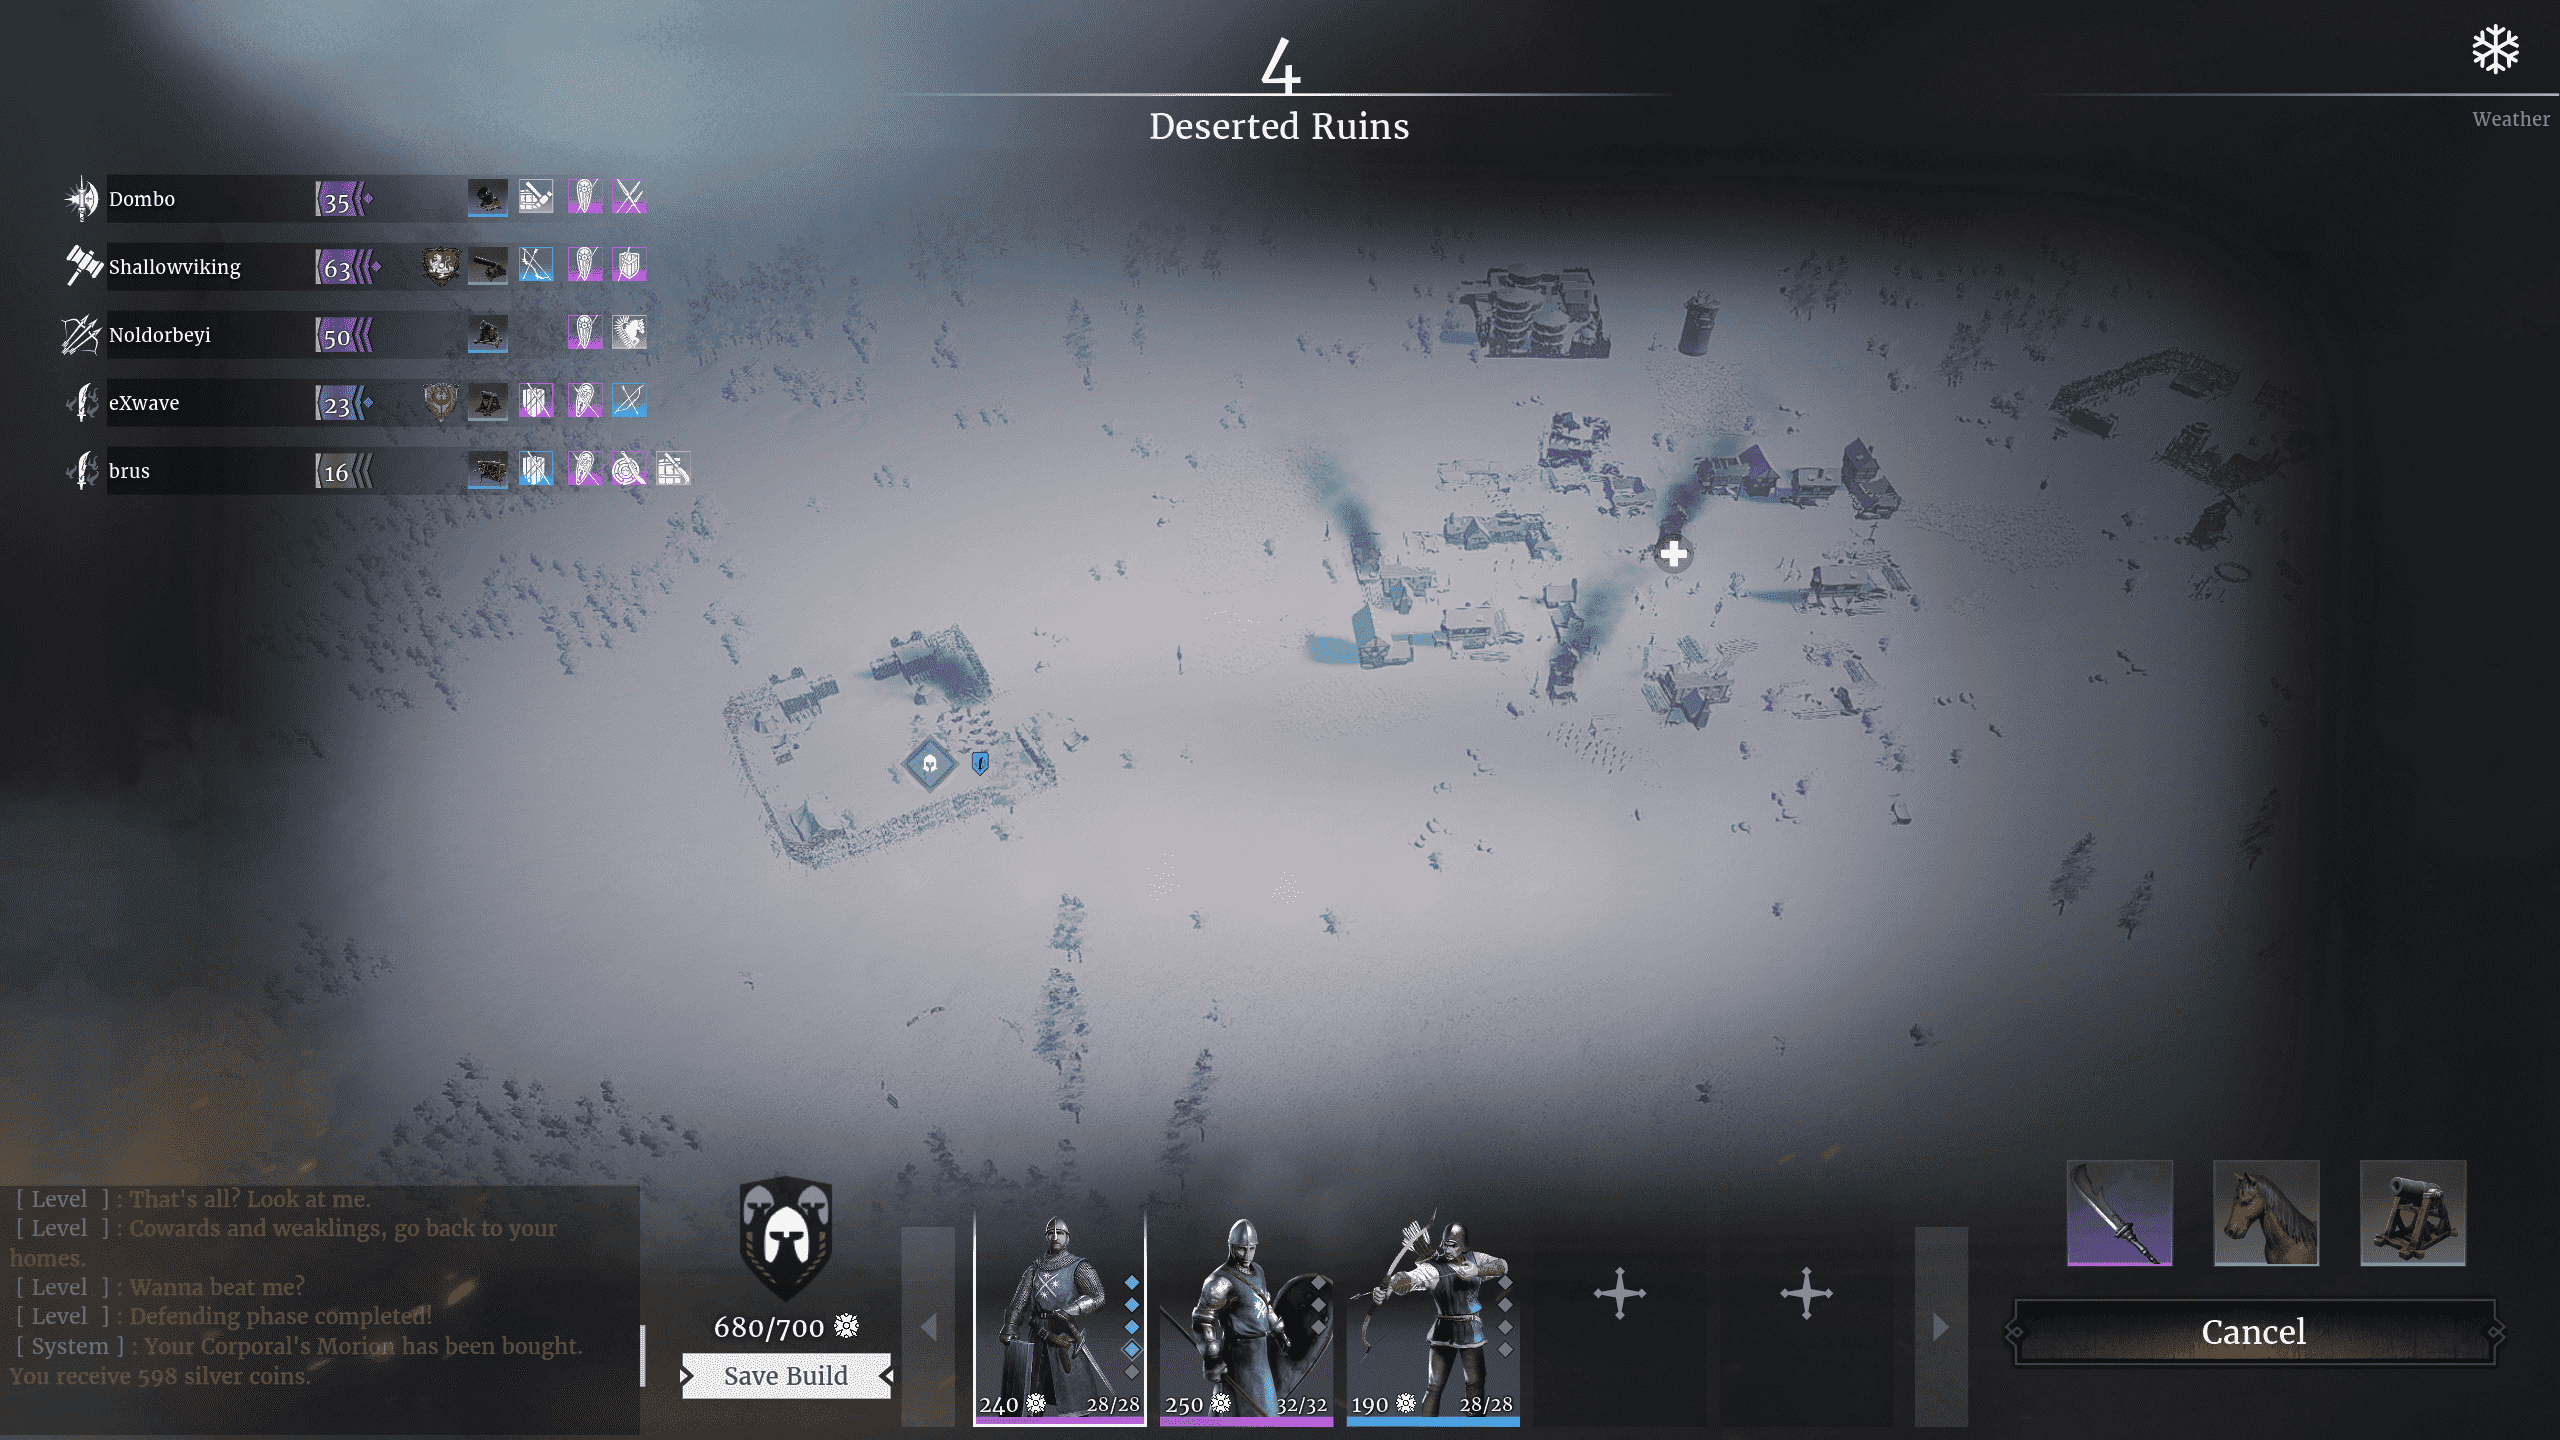 4
Deserted Ruins
Weather
Dombo 35
Shallowviking 63
Noldorbeyi 50
eXwave 23
brus 16
[ Level ] : That's all? Look at me.
[ Level ] : Cowards and weaklings, go back to your
homes.
[ Level ] : Wanna beat me?
[ Level ] : Defending phase completed!
[ System ] : Your Corporal's Morion has been bought.
You receive 598 silver coins.
680/700
Save Build
240 28/28
250 32/32
190 28/28
Cancel